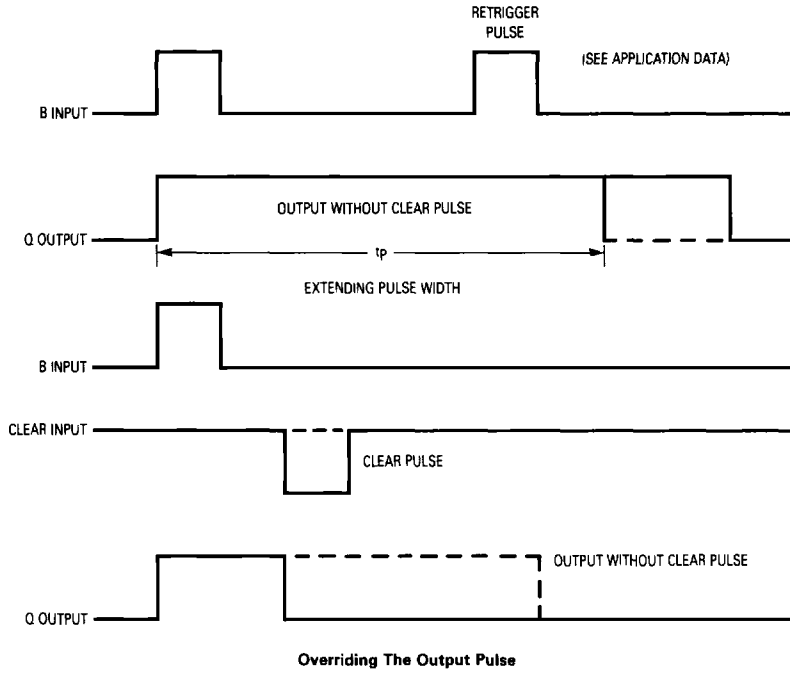 RETRIGGER
PULSE
(SEE APPLICATION DATA)
B INPUT
OUTPUT WITHOUT CLEAR PULSE
Q OUTPUT
tP
EXTENDING PULSE WIDTH
B INPUT
CLEAR INPUT
CLEAR PULSE
OUTPUT WITHOUT CLEAR PULSE
Q OUTPUT
Overriding The Output Pulse